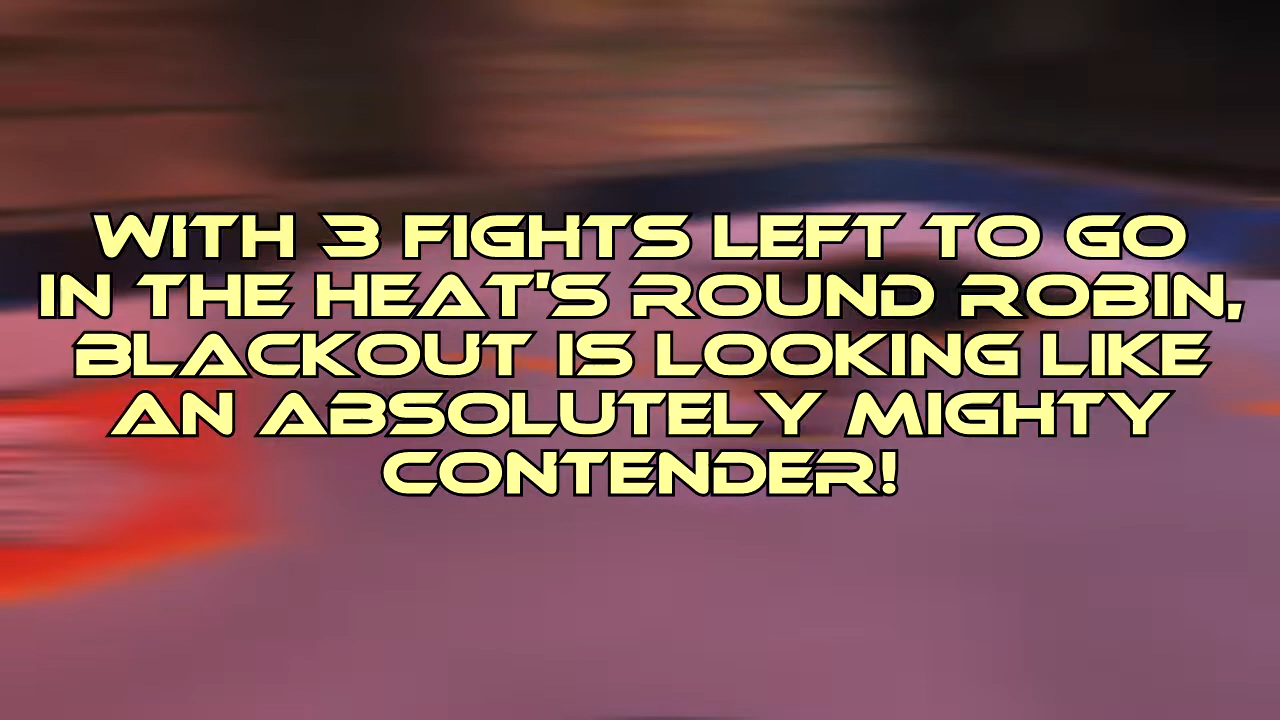 WITH 3 FIGHTS LEFT TO GO
IN THE HEAT'S ROUND ROBIN,
BLACKOUT IS LOOKING LIKE
AN ABSOLUTELY MIGHTY
CONTENDER!